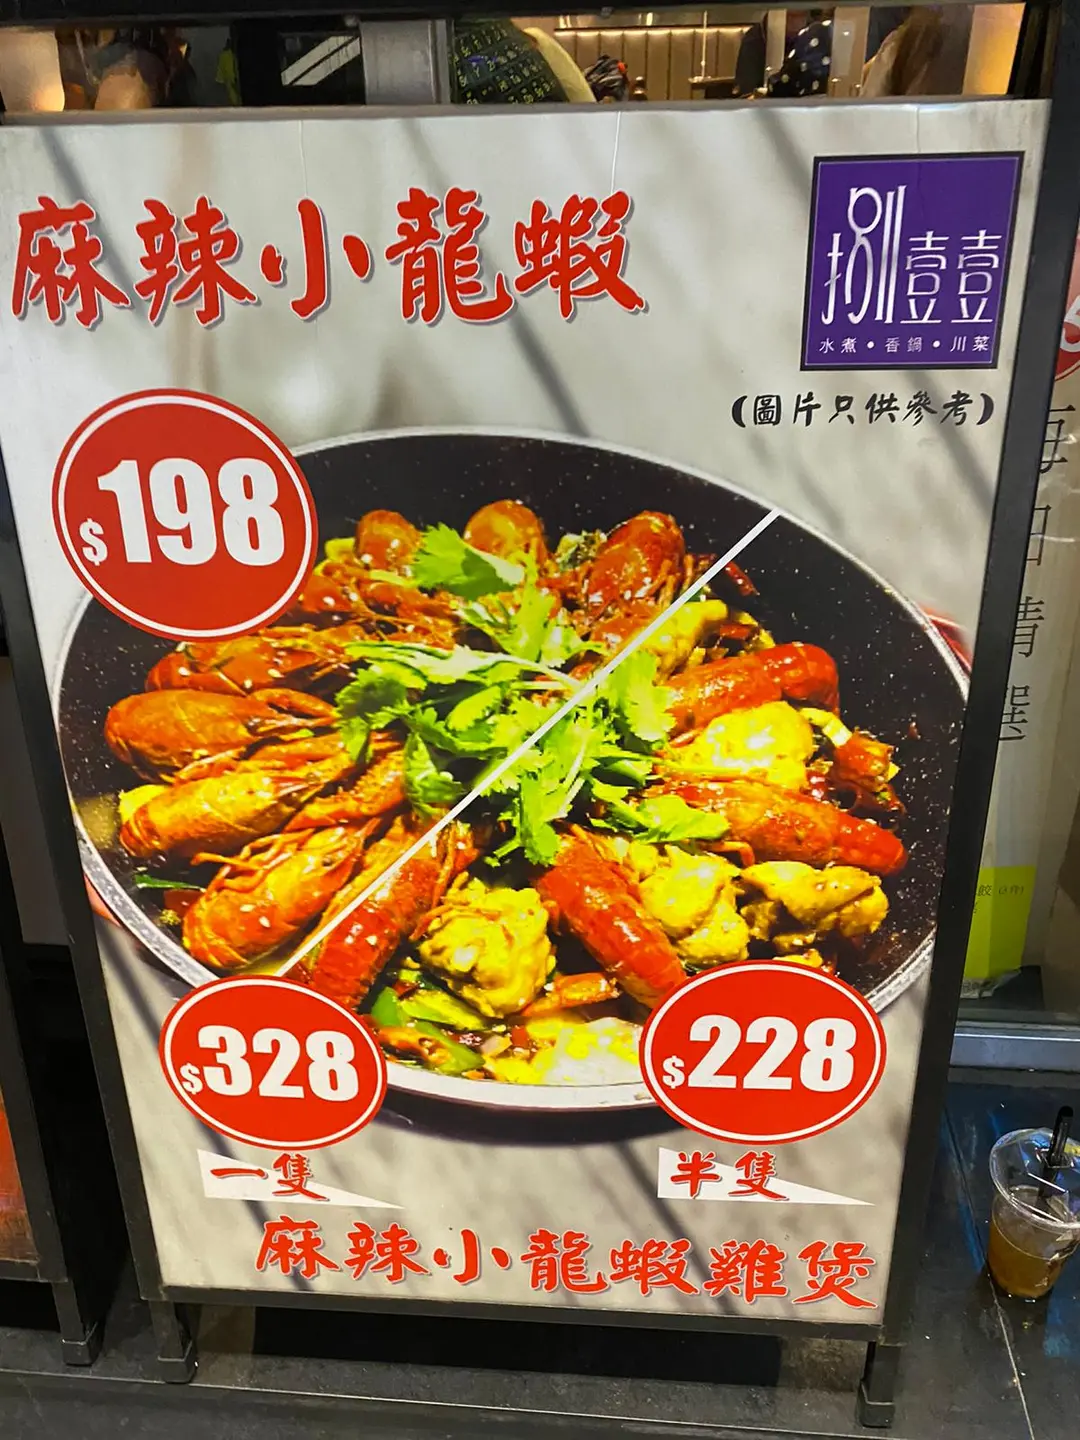 麻辣小龍蝦
捌壹壹
水煮•香鍋•川菜
(圖片只供參考)
$198
$328
$228
一隻
半隻
麻辣小龍蝦雞煲